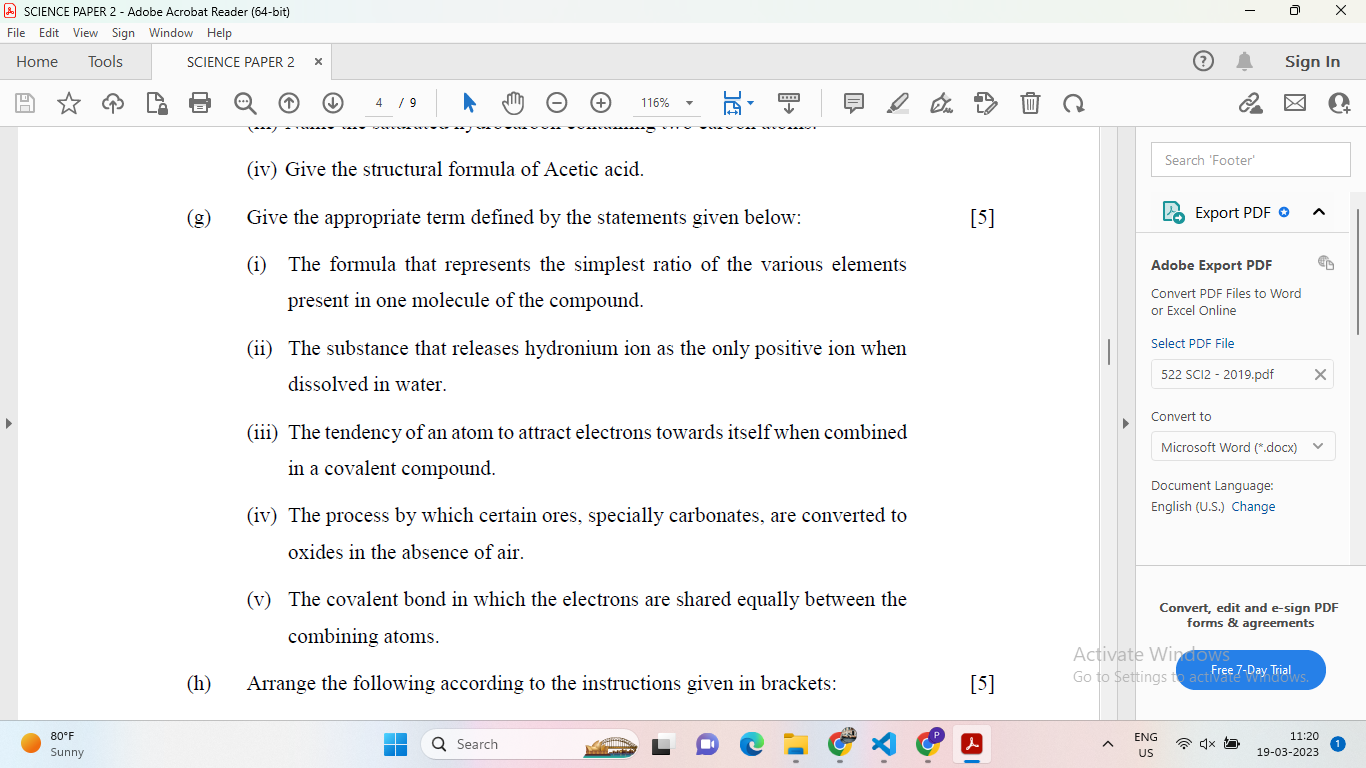 SCIENCE PAPER 2 - Adobe Acrobat Reader (64-bit)
File Edit View Sign Window Help
Home Tools SCIENCE PAPER 2 × Sign In
4 / 9 116%
(iii) Name the saturated hydrocarbon containing two carbon atoms.
(iv) Give the structural formula of Acetic acid.
(g) Give the appropriate term defined by the statements given below: [5]
(i) The formula that represents the simplest ratio of the various elements
present in one molecule of the compound.
(ii) The substance that releases hydronium ion as the only positive ion when
dissolved in water.
(iii) The tendency of an atom to attract electrons towards itself when combined
in a covalent compound.
(iv) The process by which certain ores, specially carbonates, are converted to
oxides in the absence of air.
(v) The covalent bond in which the electrons are shared equally between the
combining atoms.
(h) Arrange the following according to the instructions given in brackets: [5]
Search 'Footer'
Export PDF
Adobe Export PDF
Convert PDF Files to Word
or Excel Online
Select PDF File
522 SCI2 - 2019.pdf
Convert to
Microsoft Word (*.docx)
Document Language:
English (U.S.) Change
Convert, edit and e-sign PDF
forms & agreements
Free 7-Day Trial
Activate Windows
Go to Settings to activate Windows.
80°F
Sunny
Search
P
ENG
US
11:20
19-03-2023
1